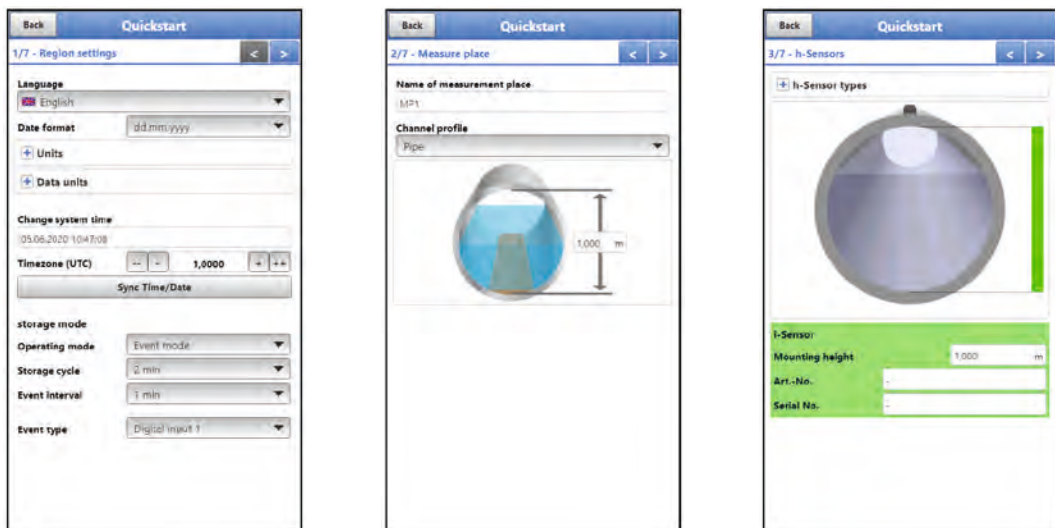 Back Quickstart
1/7 - Region settings < >
Language
English
Date format dd.mm.yyyy
+ Units
+ Data units
Change system time
05.06.2020 10:47:08
Timezone (UTC) -- - 1,0000 + ++
Sync Time/Date
storage mode
Operating mode Event mode
Storage cycle 2 min
Event interval 1 min
Event type Digital input 1
Back Quickstart
2/7 - Measure place < >
Name of measurement place
MP1
Channel profile
Pipe
1,000 m
Back Quickstart
3/7 - h-Sensors < >
+ h-Sensor types
i-Sensor
Mounting height 1,000 m
Art.-No. -
Serial No. -